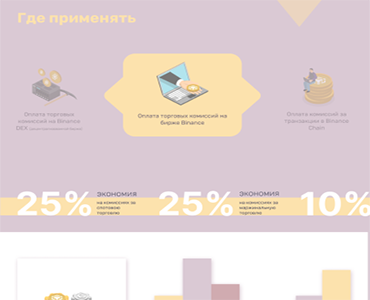 Где применять
Оплата торговых
комиссий на Binance
DEX
Оплата торговых комиссий на
бирже Binance
Оплата комиссий за
транзакции в Binance
Chain
25%
ЭКОНОМИЯ
на комиссиях за
спотовую
торговлю
25%
ЭКОНОМИЯ
на комиссиях за
маржинальную
торговлю
10%